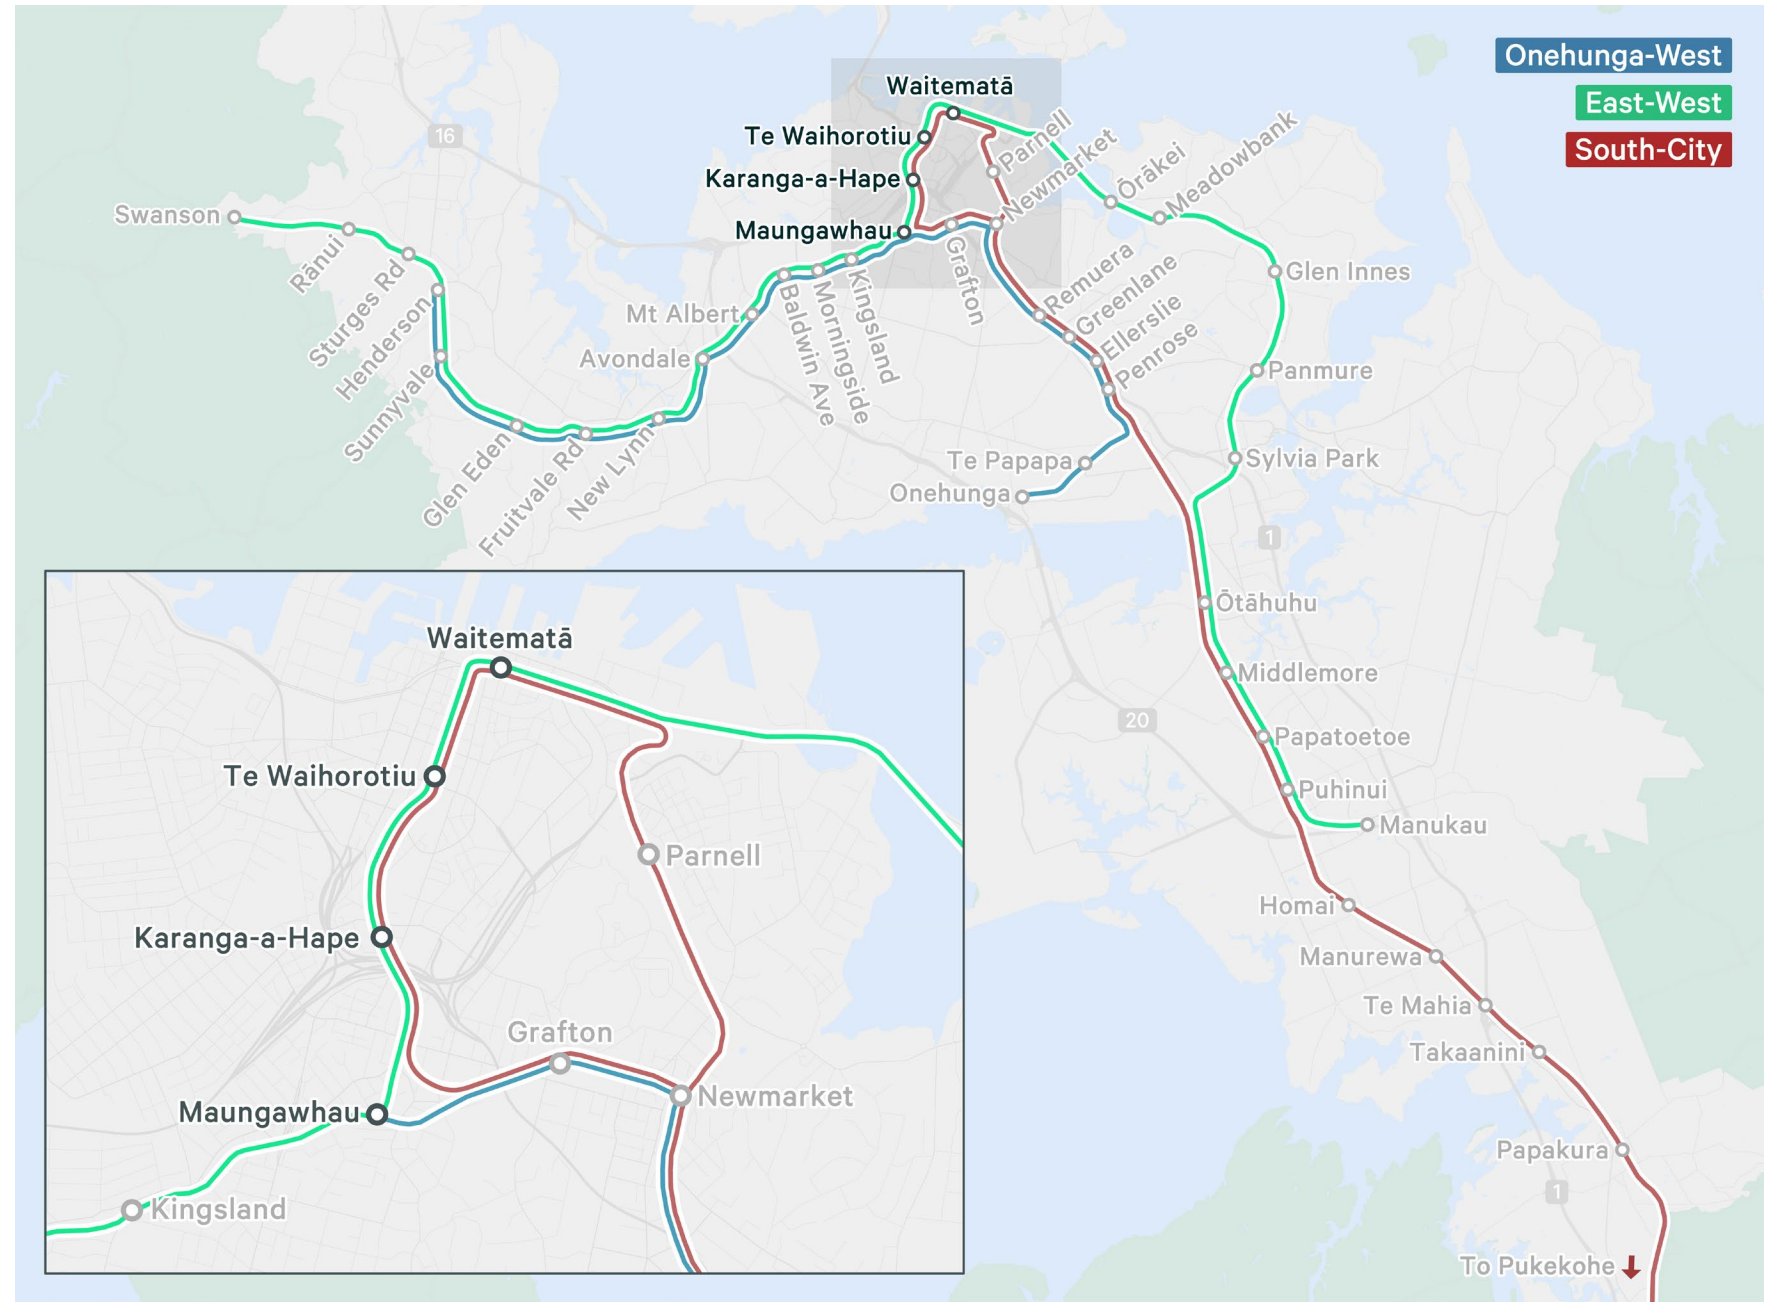 Onehunga-West
East-West
South-City
Waitematā
Te Waihorotiu
Karanga-a-Hape
Maungawhau
Parnell
Newmarket
Grafton
Ōrākei
Meadowbank
Glen Innes
Panmure
Sylvia Park
Swanson
Rānui
Sturges Rd
Henderson
Sunnyvale
Glen Eden
Fruitvale Rd
New Lynn
Avondale
Mt Albert
Baldwin Ave
Morningside
Kingsland
Remuera
Greenlane
Ellerslie
Penrose
Te Papapa
Onehunga
Ōtāhuhu
Middlemore
Papatoetoe
Puhinui
Manukau
Homai
Manurewa
Te Mahia
Takaanini
Papakura
To Pukekohe
16
1
20
1
Waitematā
Te Waihorotiu
Parnell
Karanga-a-Hape
Grafton
Newmarket
Maungawhau
Kingsland